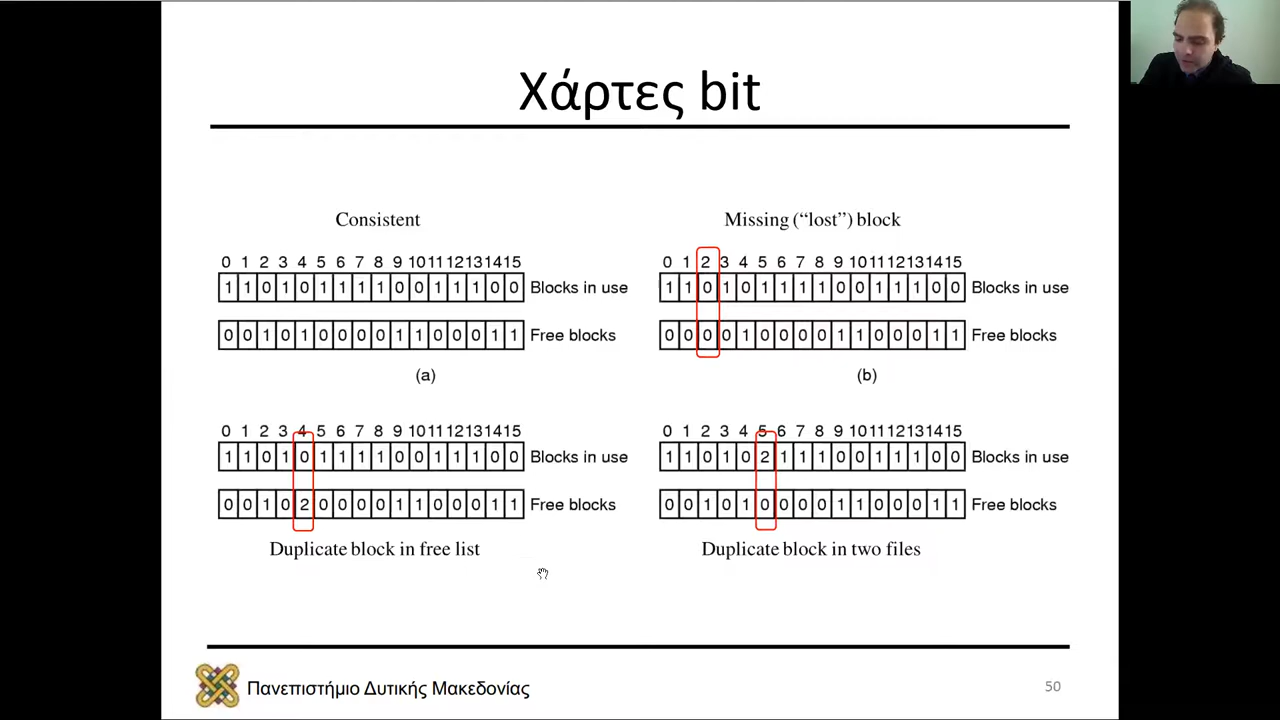 Χάρτες bit
Consistent
0 1 2 3 4 5 6 7 8 9 10 11 12 13 14 15
1 1 0 1 0 1 1 1 1 0 0 1 1 1 0 0 Blocks in use
0 0 1 0 1 0 0 0 0 1 1 0 0 0 1 1 Free blocks
(a)
Missing (“lost”) block
0 1 2 3 4 5 6 7 8 9 10 11 12 13 14 15
1 1 0 1 0 1 1 1 1 0 0 1 1 1 0 0 Blocks in use
0 0 0 0 1 0 0 0 0 1 1 0 0 0 1 1 Free blocks
(b)
0 1 2 3 4 5 6 7 8 9 10 11 12 13 14 15
1 1 0 1 0 1 1 1 1 0 0 1 1 1 0 0 Blocks in use
0 0 1 0 2 0 0 0 0 1 1 0 0 0 1 1 Free blocks
Duplicate block in free list
0 1 2 3 4 5 6 7 8 9 10 11 12 13 14 15
1 1 0 1 0 2 1 1 1 0 0 1 1 1 0 0 Blocks in use
0 0 1 0 1 0 0 0 0 1 1 0 0 0 1 1 Free blocks
Duplicate block in two files
Πανεπιστήμιο Δυτικής Μακεδονίας
50